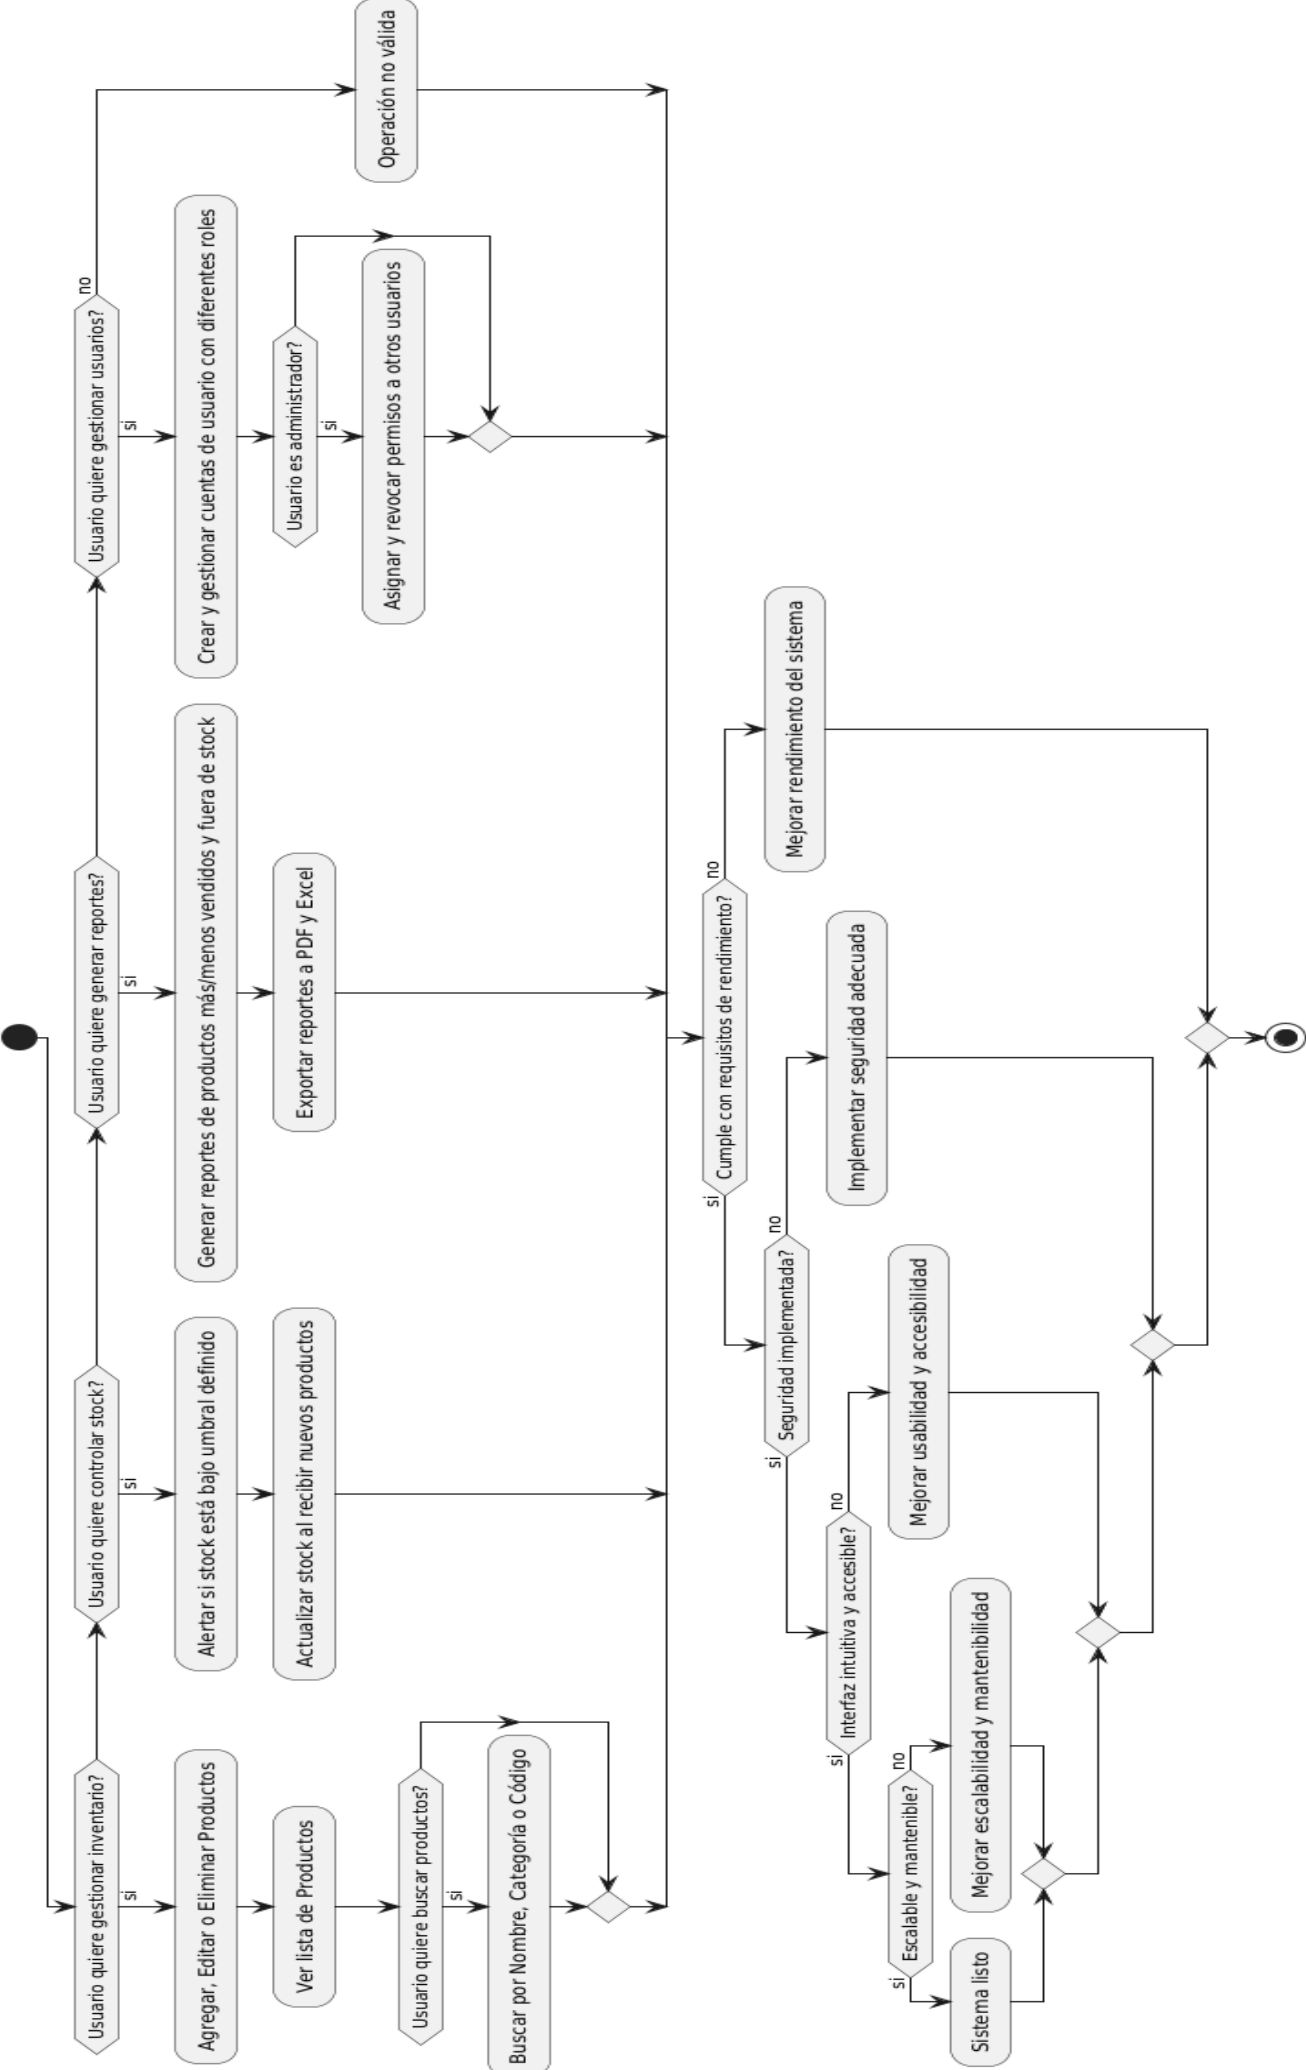 Usuario quiere gestionar inventario?
si
Agregar, Editar o Eliminar Productos
Ver lista de Productos
Usuario quiere buscar productos?
si
Buscar por Nombre, Categoría o Código
Usuario quiere controlar stock?
si
Alertar si stock está bajo umbral definido
Actualizar stock al recibir nuevos productos
Usuario quiere generar reportes?
si
Generar reportes de productos más/menos vendidos y fuera de stock
Exportar reportes a PDF y Excel
Usuario quiere gestionar usuarios?
si
no
Crear y gestionar cuentas de usuario con diferentes roles
Usuario es administrador?
si
Asignar y revocar permisos a otros usuarios
Operación no válida
si
Cumple con requisitos de rendimiento?
no
Mejorar rendimiento del sistema
si
Seguridad implementada?
no
Implementar seguridad adecuada
si
Interfaz intuitiva y accesible?
no
Mejorar usabilidad y accesibilidad
si
Escalable y mantenible?
no
Sistema listo
Mejorar escalabilidad y mantenibilidad